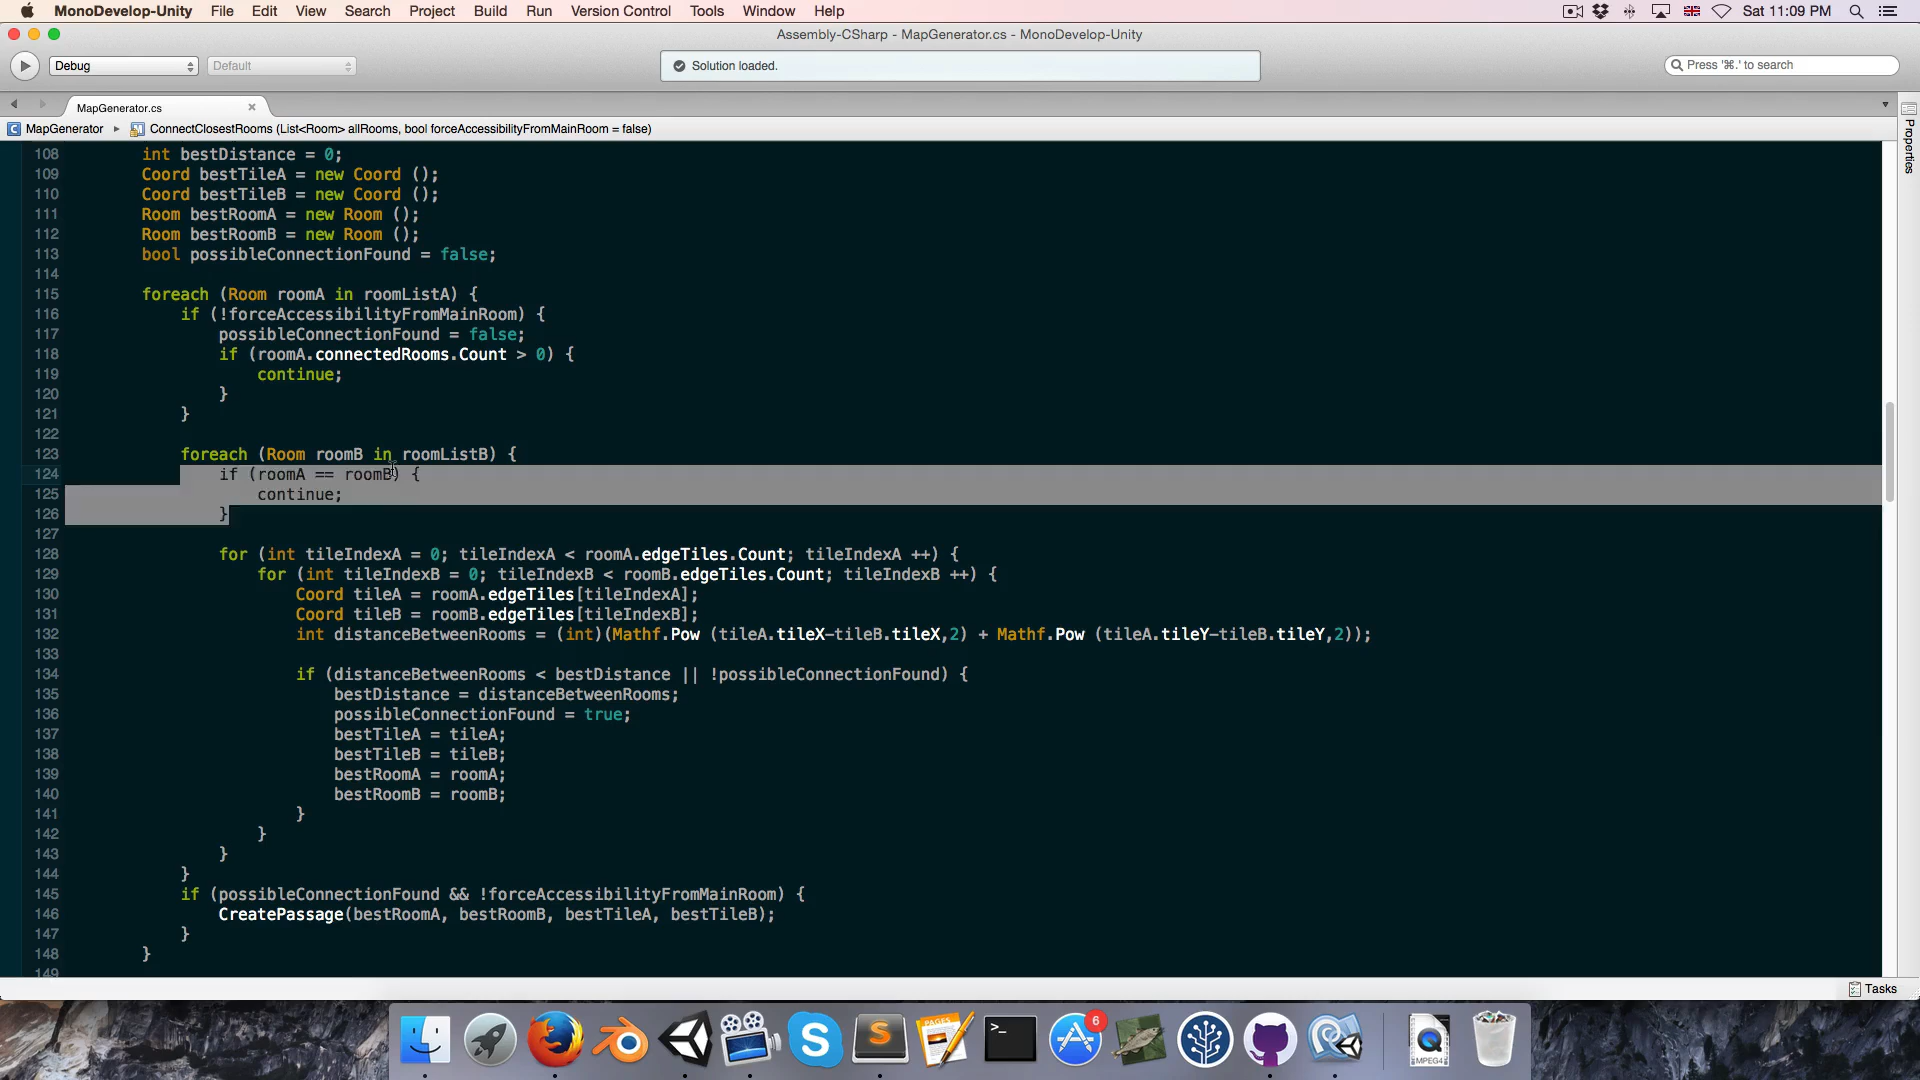 MonoDevelop-Unity File Edit View Search Project Build Run Version Control Tools Window Help Sat 11:09 PM
Assembly-CSharp - MapGenerator.cs - MonoDevelop-Unity
Debug Default Solution loaded. Press '⌘.' to search
MapGenerator.cs
MapGenerator ConnectClosestRooms (List<Room> allRooms, bool forceAccessibilityFromMainRoom = false)
Properties
108 int bestDistance = 0;
109 Coord bestTileA = new Coord ();
110 Coord bestTileB = new Coord ();
111 Room bestRoomA = new Room ();
112 Room bestRoomB = new Room ();
113 bool possibleConnectionFound = false;
114
115 foreach (Room roomA in roomListA) {
116 if (!forceAccessibilityFromMainRoom) {
117 possibleConnectionFound = false;
118 if (roomA.connectedRooms.Count > 0) {
119 continue;
120 }
121 }
122
123 foreach (Room roomB in roomListB) {
124 if (roomA == roomB) {
125 continue;
126 }
127
128 for (int tileIndexA = 0; tileIndexA < roomA.edgeTiles.Count; tileIndexA ++) {
129 for (int tileIndexB = 0; tileIndexB < roomB.edgeTiles.Count; tileIndexB ++) {
130 Coord tileA = roomA.edgeTiles[tileIndexA];
131 Coord tileB = roomB.edgeTiles[tileIndexB];
132 int distanceBetweenRooms = (int)(Mathf.Pow (tileA.tileX-tileB.tileX,2) + Mathf.Pow (tileA.tileY-tileB.tileY,2));
133
134 if (distanceBetweenRooms < bestDistance || !possibleConnectionFound) {
135 bestDistance = distanceBetweenRooms;
136 possibleConnectionFound = true;
137 bestTileA = tileA;
138 bestTileB = tileB;
139 bestRoomA = roomA;
140 bestRoomB = roomB;
141 }
142 }
143 }
144 }
145 if (possibleConnectionFound && !forceAccessibilityFromMainRoom) {
146 CreatePassage(bestRoomA, bestRoomB, bestTileA, bestTileB);
147 }
148 }
149
Tasks
6
PAGES
MPEG4